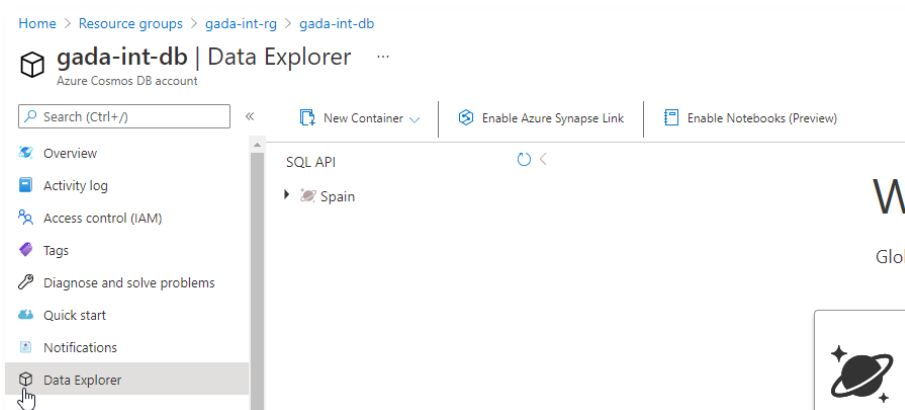 Home > Resource groups > gada-int-rg > gada-int-db
gada-int-db | Data Explorer ...
Azure Cosmos DB account
Search (Ctrl+/)
«
New Container
Enable Azure Synapse Link
Enable Notebooks (Preview)
Overview
Activity log
Access control (IAM)
Tags
Diagnose and solve problems
Quick start
Notifications
Data Explorer
SQL API
Spain
W
Glo